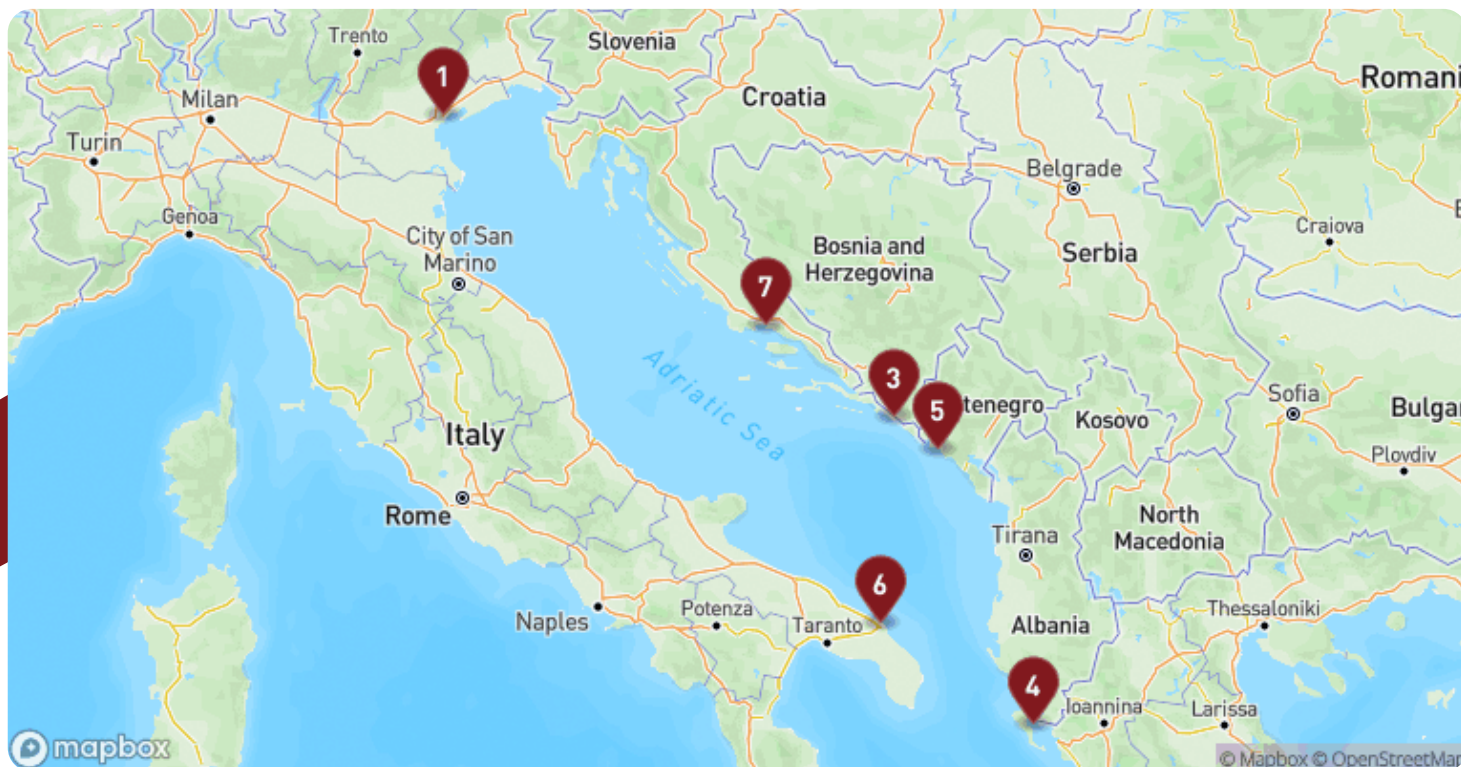 Trento
Slovenia
1
Romani
Milan
Croatia
Turin
Belgrade
Genoa
Craiova
City of San
Marino
Bosnia and
Herzegovina
Serbia
7
Adriatic Sea
3
tenegro
5
Sofia
Italy
Kosovo
Bulgar
Plovdiv
Rome
North
Macedonia
Tirana
6
Naples
Potenza
Taranto
Albania
Thessaloniki
4
Ioannina
Larissa
mapbox
© Mapbox © OpenStreetMap